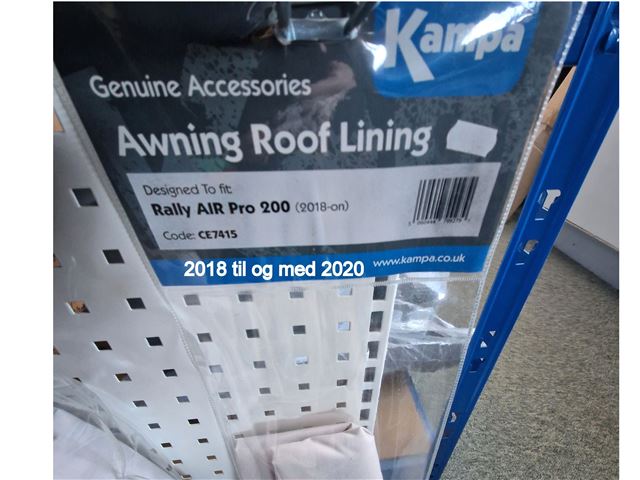 Kampa
Genuine Accessories
Awning Roof Lining
Designed To fit:
Rally AIR Pro 200 (2018-on)
Code: CE7415
2018 til og med 2020
www.kampa.co.uk